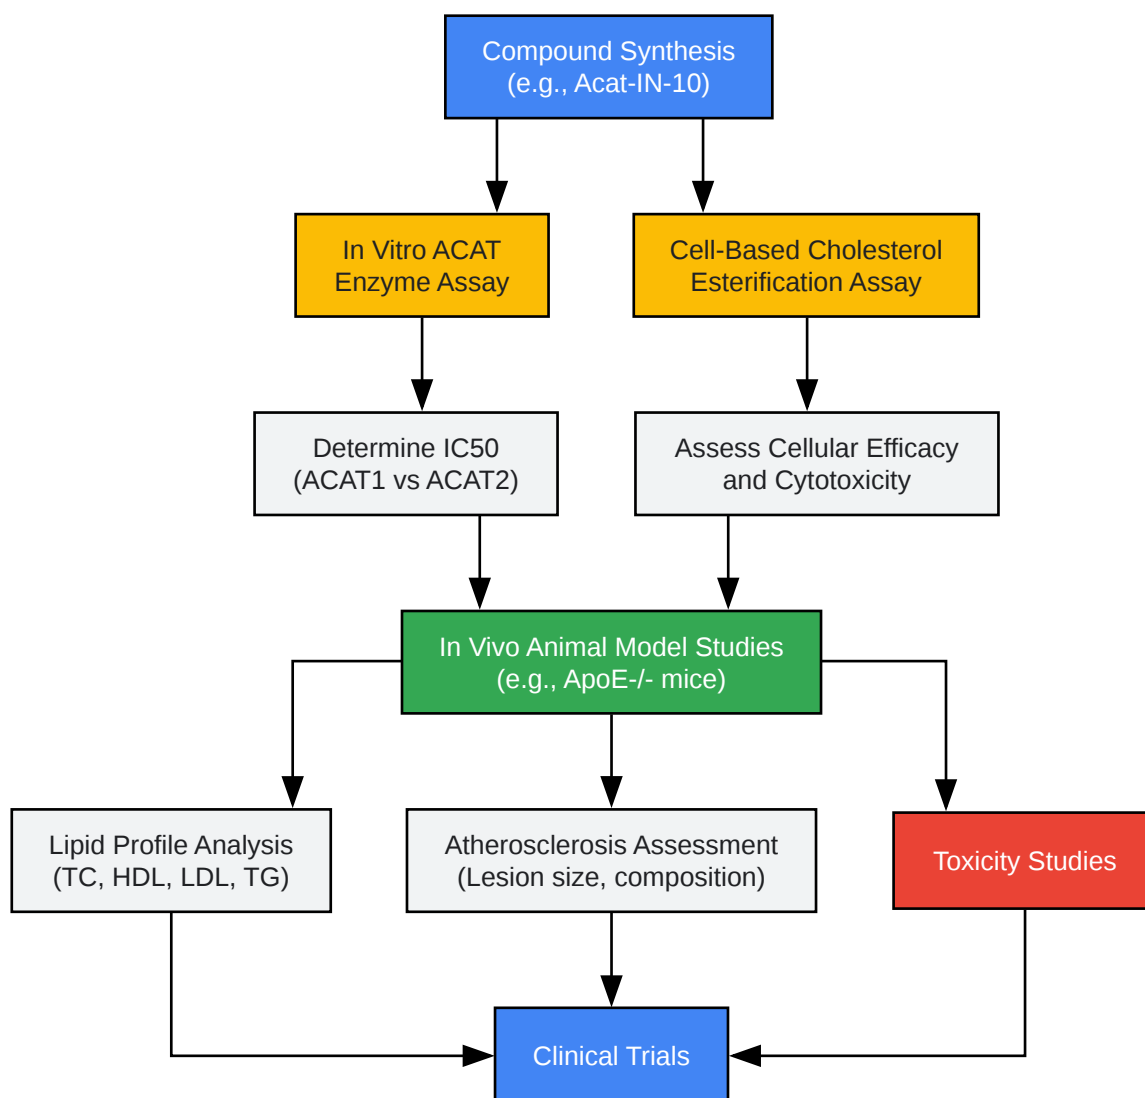 Compound Synthesis
(e.g., Acat-IN-10)
In Vitro ACAT
Enzyme Assay
Cell-Based Cholesterol
Esterification Assay
Determine IC50
(ACAT1 vs ACAT2)
Assess Cellular Efficacy
and Cytotoxicity
In Vivo Animal Model Studies
(e.g., ApoE-/- mice)
Lipid Profile Analysis
(TC, HDL, LDL, TG)
Atherosclerosis Assessment
(Lesion size, composition)
Toxicity Studies
Clinical Trials